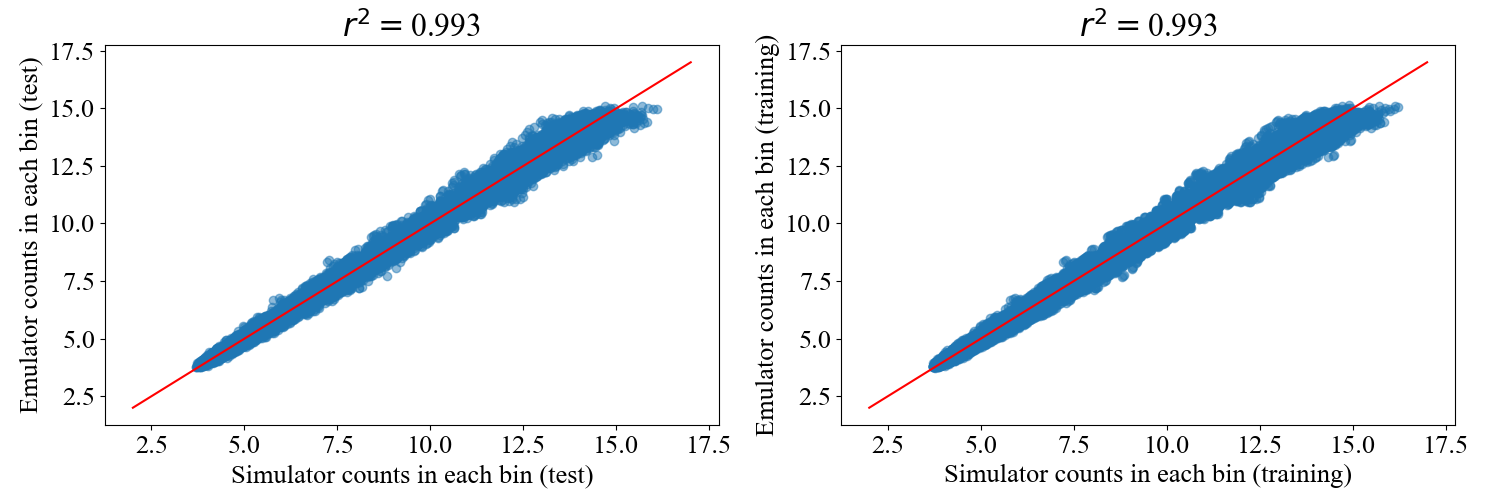 r² = 0.993
17.5
15.0
12.5
10.0
7.5
5.0
2.5
Emulator counts in each bin (test)
2.5 5.0 7.5 10.0 12.5 15.0 17.5
Simulator counts in each bin (test)
r² = 0.993
17.5
15.0
12.5
10.0
7.5
5.0
2.5
Emulator counts in each bin (training)
2.5 5.0 7.5 10.0 12.5 15.0 17.5
Simulator counts in each bin (training)